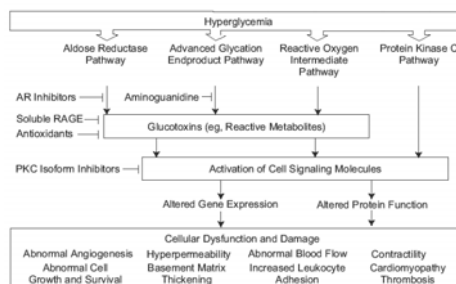 Hyperglycemia
Aldose Reductase Pathway
Advanced Glycation Endproduct Pathway
Reactive Oxygen Intermediate Pathway
Protein Kinase C Pathway
AR Inhibitors
Aminoguanidine
Soluble RAGE
Antioxidants
Glucotoxins (eg, Reactive Metabolites)
PKC Isoform Inhibitors
Activation of Cell Signaling Molecules
Altered Gene Expression
Altered Protein Function
Cellular Dysfunction and Damage
Abnormal Angiogenesis
Hyperpermeability
Abnormal Blood Flow
Contractility
Abnormal Cell
Basement Matrix
Increased Leukocyte
Cardiomyopathy
Growth and Survival
Thickening
Adhesion
Thrombosis